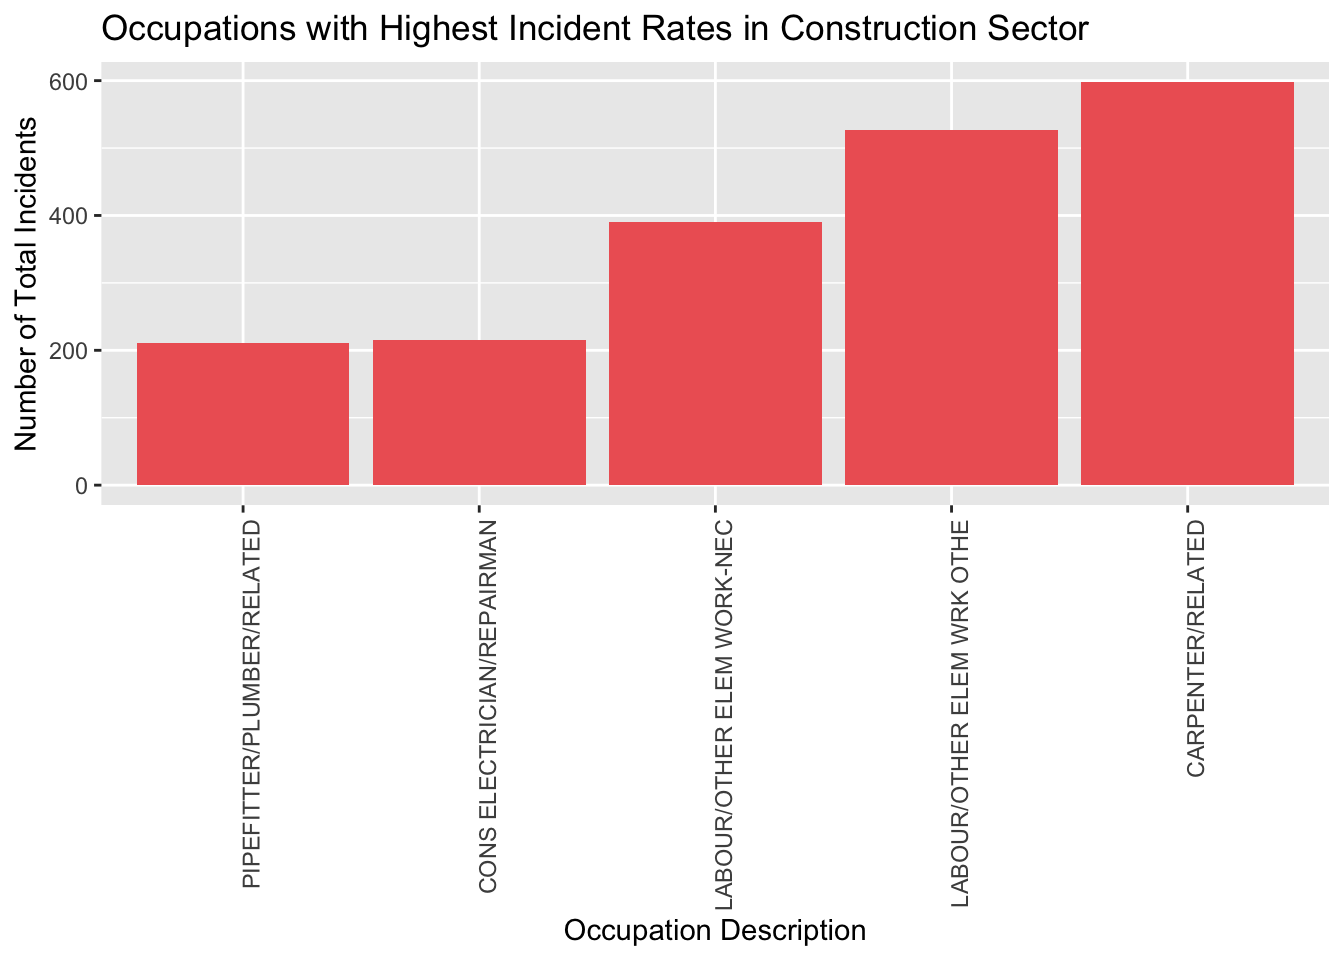 Occupations with Highest Incident Rates in Construction Sector
Number of Total Incidents
600
400
200
0
PIPEFITTER/PLUMBER/RELATED
CONS ELECTRICIAN/REPAIRMAN
LABOUR/OTHER ELEM WORK-NEC
LABOUR/OTHER ELEM WRK OTHE
CARPENTER/RELATED
Occupation Description